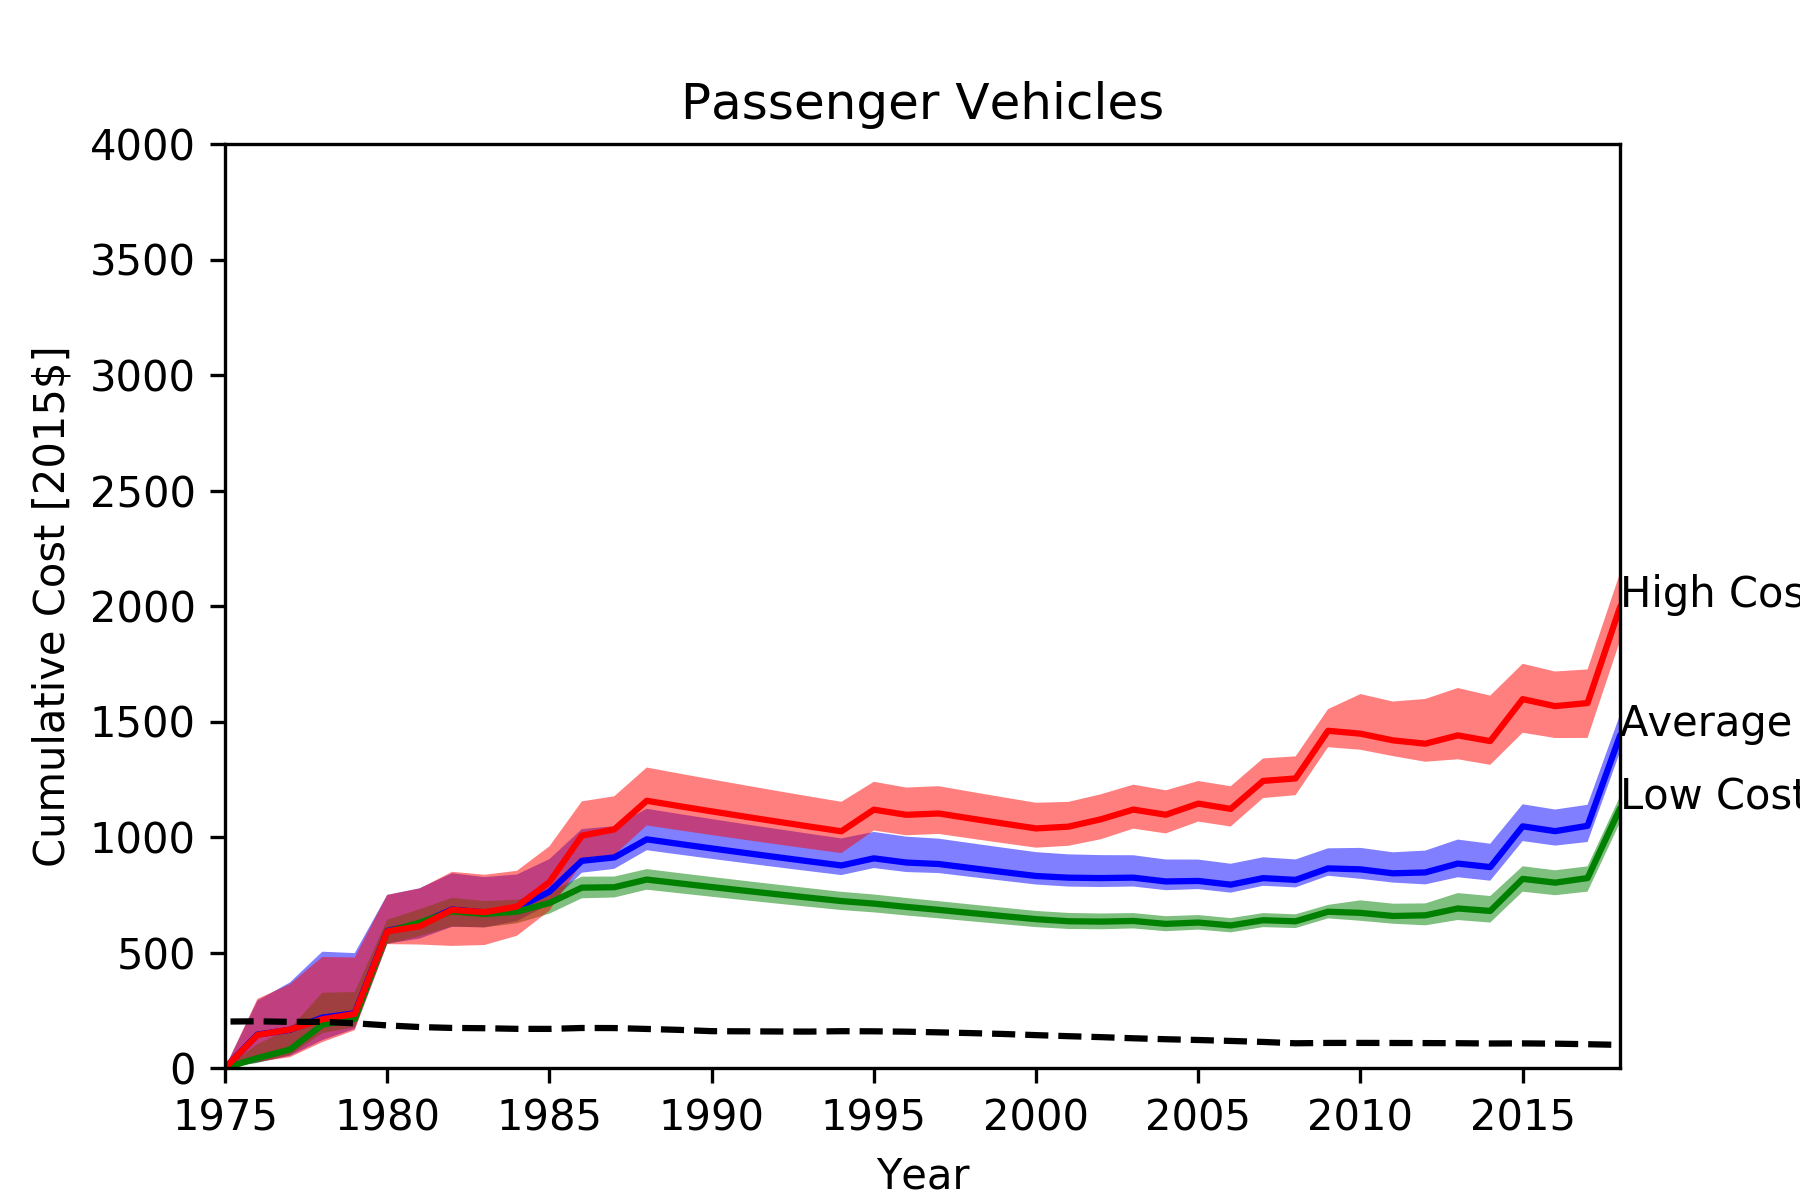 Passenger Vehicles
4000
3500
3000
2500
2000
1500
1000
500
0
Cumulative Cost [2015$]
High Cos
Average
Low Cost
1975 1980 1985 1990 1995 2000 2005 2010 2015
Year